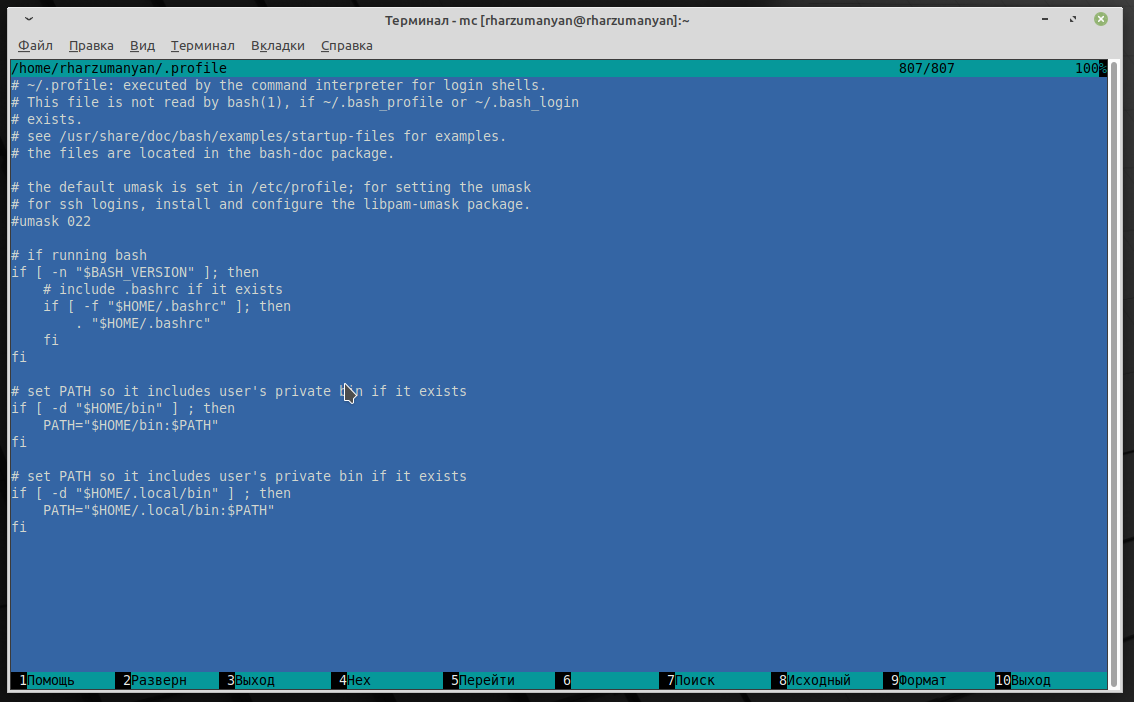 Терминал - mc [rharzumanyan@rharzumanyan]:~
Файл Правка Вид Терминал Вкладки Справка
/home/rharzumanyan/.profile 807/807 100%
# ~/.profile: executed by the command interpreter for login shells.
# This file is not read by bash(1), if ~/.bash_profile or ~/.bash_login
# exists.
# see /usr/share/doc/bash/examples/startup-files for examples.
# the files are located in the bash-doc package.

# the default umask is set in /etc/profile; for setting the umask
# for ssh logins, install and configure the libpam-umask package.
#umask 022

# if running bash
if [ -n "$BASH_VERSION" ]; then
    # include .bashrc if it exists
    if [ -f "$HOME/.bashrc" ]; then
        . "$HOME/.bashrc"
    fi
fi

# set PATH so it includes user's private bin if it exists
if [ -d "$HOME/bin" ] ; then
    PATH="$HOME/bin:$PATH"
fi

# set PATH so it includes user's private bin if it exists
if [ -d "$HOME/.local/bin" ] ; then
    PATH="$HOME/.local/bin:$PATH"
fi
1Помощь 2Разверн 3Выход 4Hex 5Перейти 6 7Поиск 8Исходный 9Формат 10Выход